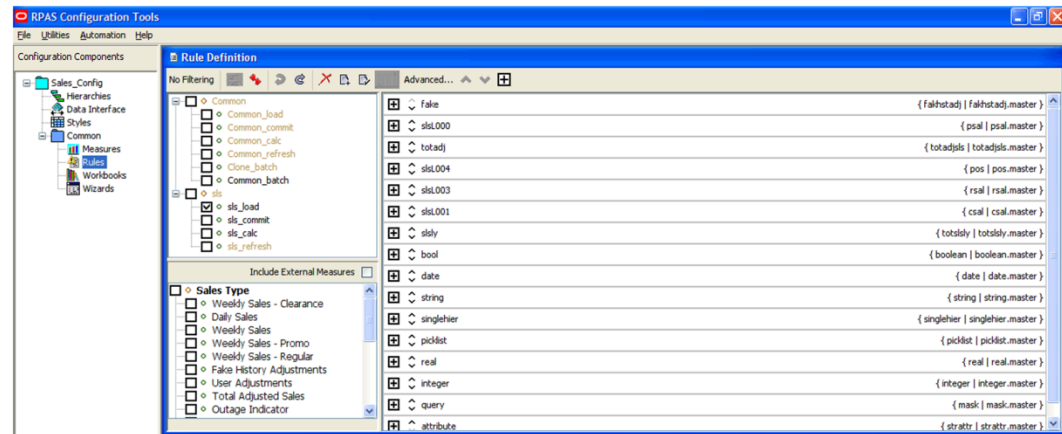 RPAS Configuration Tools
File Utilities Automation Help
Configuration Components
Sales_Config
Hierarchies
Data Interface
Styles
Common
Measures
Rules
Workbooks
Wizards
Rule Definition
No Filtering Advanced...
Common
Common_load
Common_commit
Common_calc
Common_refresh
Clone_batch
Common_batch
sls
sls_load
sls_commit
sls_calc
sls_refresh
Include External Measures
Sales Type
Weekly Sales - Clearance
Daily Sales
Weekly Sales
Weekly Sales - Promo
Weekly Sales - Regular
Fake History Adjustments
User Adjustments
Total Adjusted Sales
Outage Indicator
fake { fakhstadj | fakhstadj.master }
slsL000 { psal | psal.master }
totadj { totadjsls | totadjsls.master }
slsL004 { pos | pos.master }
slsL003 { rsal | rsal.master }
slsL001 { csal | csal.master }
slsly { totslsly | totslsly.master }
bool { boolean | boolean.master }
date { date | date.master }
string { string | string.master }
singlehier { singlehier | singlehier.master }
picklist { picklist | picklist.master }
real { real | real.master }
integer { integer | integer.master }
query { mask | mask.master }
attribute { strattr | strattr.master }